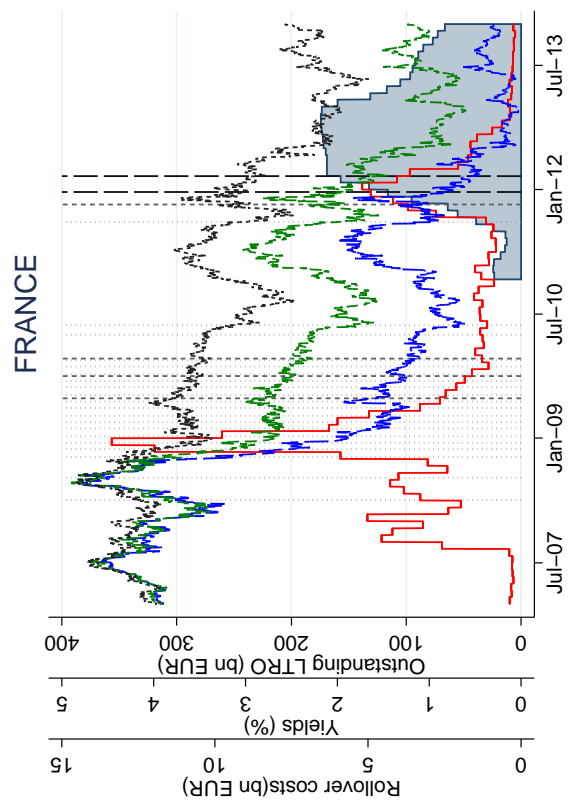 FRANCE
0 5 10 15
Rollover costs(bn EUR)
0 1 2 3 4 5
Yields (%)
0 100 200 300 400
Outstanding LTRO (bn EUR)
Jul−07 Jan−09 Jul−10 Jan−12 Jul−13